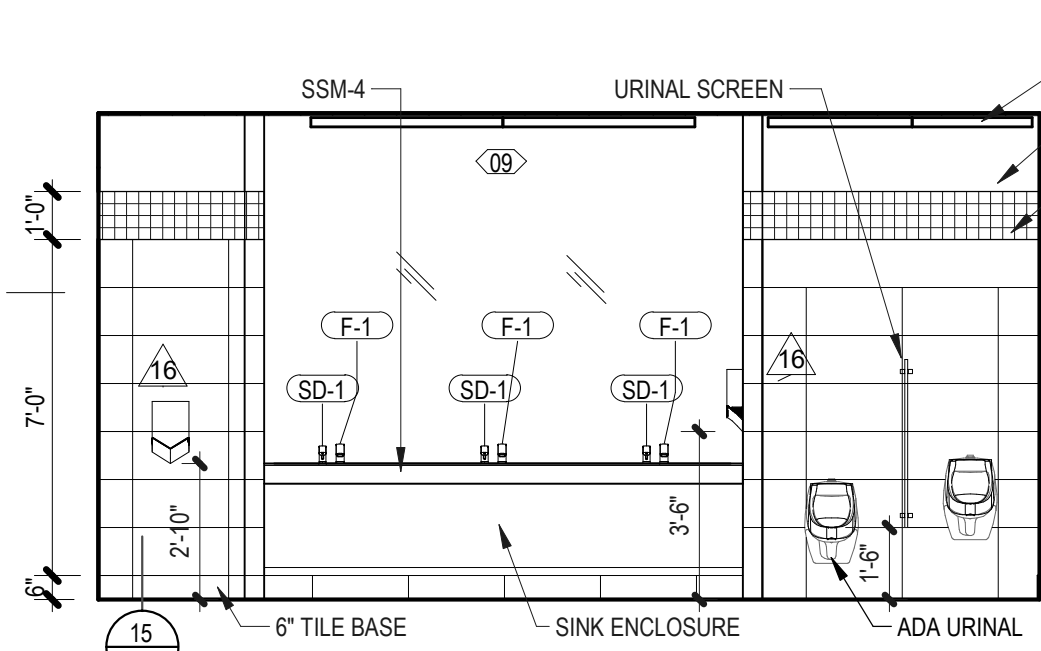 SSM-4
URINAL SCREEN
09
1'-0"
F-1
F-1
F-1
16
16
SD-1
SD-1
SD-1
7'-0"
2'-10"
3'-6"
1'-6"
6"
15
6" TILE BASE
SINK ENCLOSURE
ADA URINAL